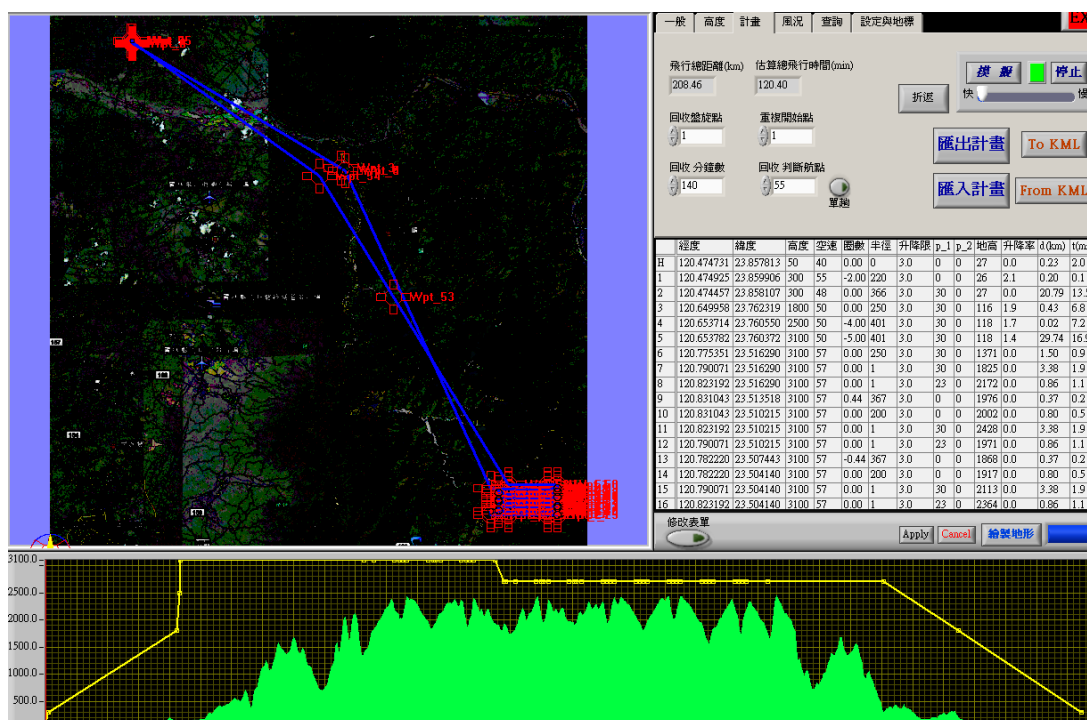 一般 高度 計畫 風況 查詢 設定與地標 EX
飛行總距離(km) 估算總飛行時間(min)
208.46 120.40
模擬 停止
快 慢
折返
回收盤旋點 重複開始點
1 1
匯出計畫 To KML
回收 分鐘數 回收 判斷航點
140 55
單趟
匯入計畫 From KML
Wpt_53
經度 緯度 高度 空速 圈數 半徑 升降限 p_1 p_2 地高 升降率 d(km) t(m
H 120.474731 23.857813 50 40 0.00 0 3.0 0 0 27 0.0 0.23 2.0
1 120.474925 23.859906 300 55 -2.00 220 3.0 0 0 26 2.1 0.20 0.1
2 120.474457 23.858107 300 48 0.00 366 3.0 30 0 27 0.0 20.79 13.5
3 120.649958 23.762319 1800 50 0.00 250 3.0 30 0 116 1.9 0.43 6.8
4 120.653714 23.760550 2500 50 -4.00 401 3.0 30 0 118 1.7 0.02 7.2
5 120.653782 23.760372 3100 50 -5.00 401 3.0 30 0 118 1.4 29.74 16.9
6 120.775351 23.516290 3100 57 0.00 250 3.0 30 0 1371 0.0 1.50 0.9
7 120.790071 23.516290 3100 57 0.00 1 3.0 30 0 1825 0.0 3.38 1.9
8 120.823192 23.516290 3100 57 0.00 1 3.0 23 0 2172 0.0 0.86 1.1
9 120.831043 23.513518 3100 57 0.44 367 3.0 0 0 1976 0.0 0.37 0.2
10 120.831043 23.510215 3100 57 0.00 200 3.0 0 0 2002 0.0 0.80 0.5
11 120.823192 23.510215 3100 57 0.00 1 3.0 30 0 2428 0.0 3.38 1.9
12 120.790071 23.510215 3100 57 0.00 1 3.0 23 0 1971 0.0 0.86 1.1
13 120.782220 23.507443 3100 57 -0.44 367 3.0 0 0 1868 0.0 0.37 0.2
14 120.782220 23.504140 3100 57 0.00 200 3.0 0 0 1917 0.0 0.80 0.5
15 120.790071 23.504140 3100 57 0.00 1 3.0 30 0 2113 0.0 3.38 1.9
16 120.823192 23.504140 3100 57 0.00 1 3.0 23 0 2364 0.0 0.86 1.1
修改表單
Apply Cancel 繪製地形
3100.0
2500.0
2000.0
1500.0
1000.0
500.0